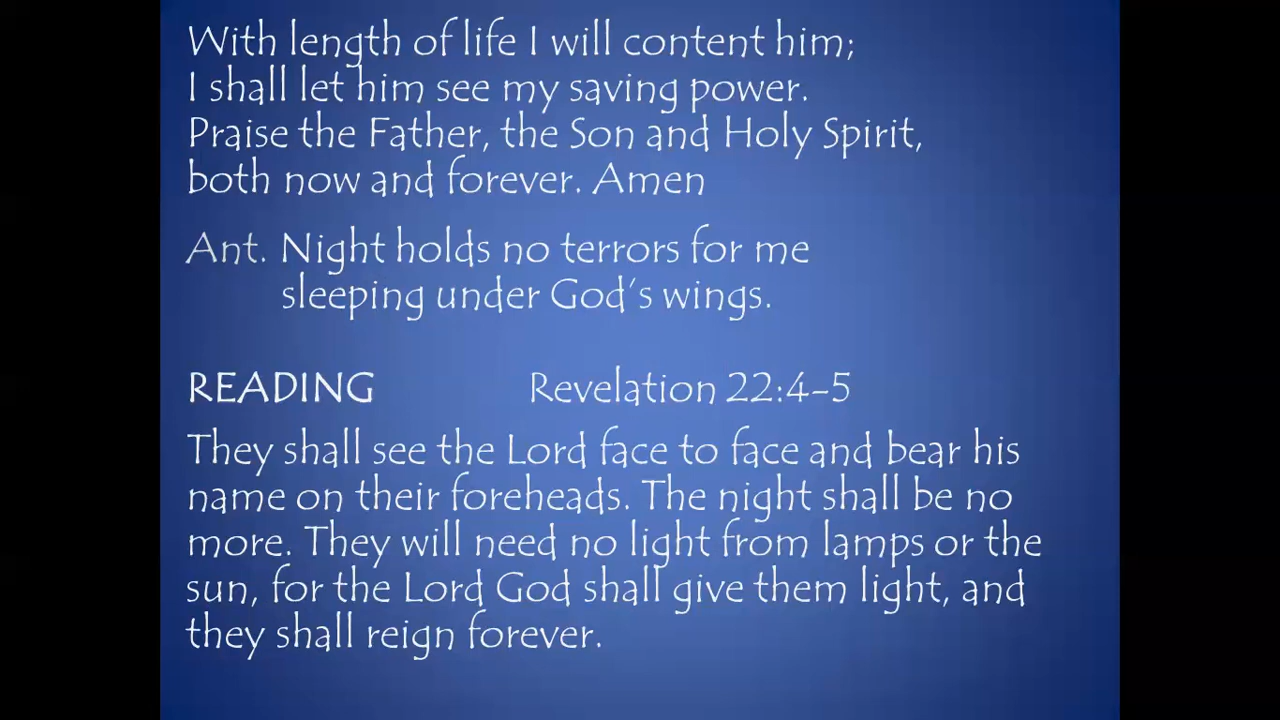 With length of life I will content him;
I shall let him see my saving power.
Praise the Father, the Son and Holy Spirit,
both now and forever. Amen
Ant. Night holds no terrors for me
sleeping under God's wings.
READING Revelation 22:4-5
They shall see the Lord face to face and bear his
name on their foreheads. The night shall be no
more. They will need no light from lamps or the
sun, for the Lord God shall give them light, and
they shall reign forever.